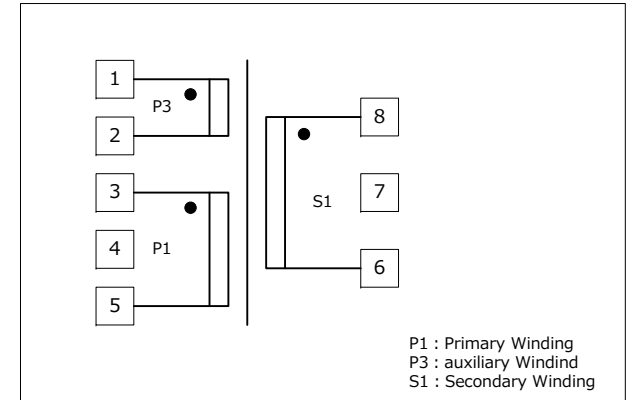 1
P3
2
3
4
P1
5
8
S1
7
6
P1 : Primary Winding
P3 : auxiliary Windind
S1 : Secondary Winding